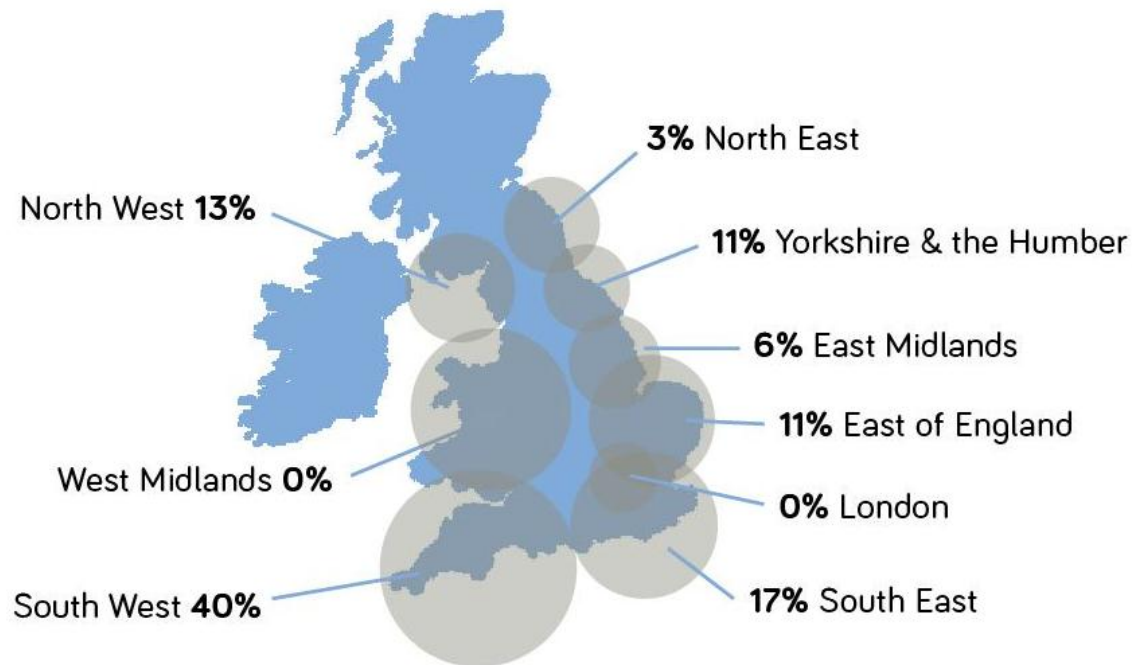 3% North East
North West 13%
11% Yorkshire & the Humber
6% East Midlands
11% East of England
West Midlands 0%
0% London
South West 40%
17% South East